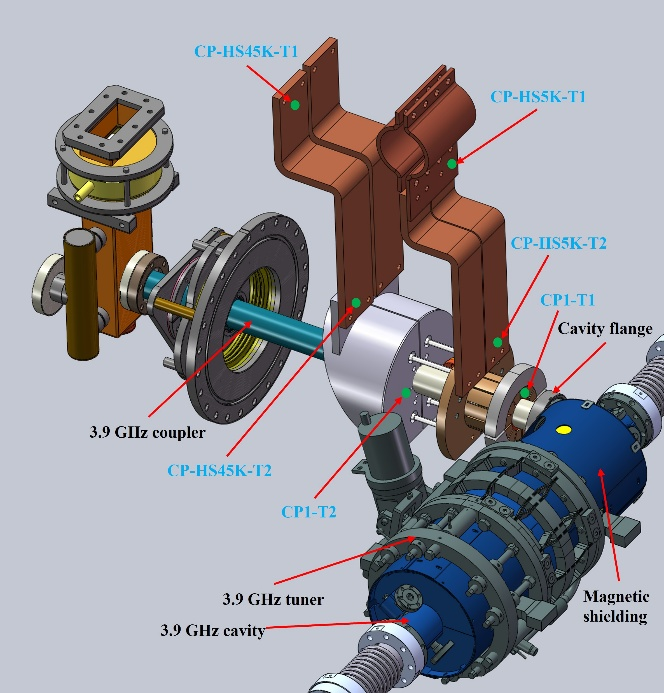 CP-HS45K-T1
CP-HS5K-T1
CP-HS5K-T2
CP1-T1
Cavity flange
3.9 GHz coupler
CP-HS45K-T2
CP1-T2
3.9 GHz tuner
3.9 GHz cavity
Magnetic
shielding